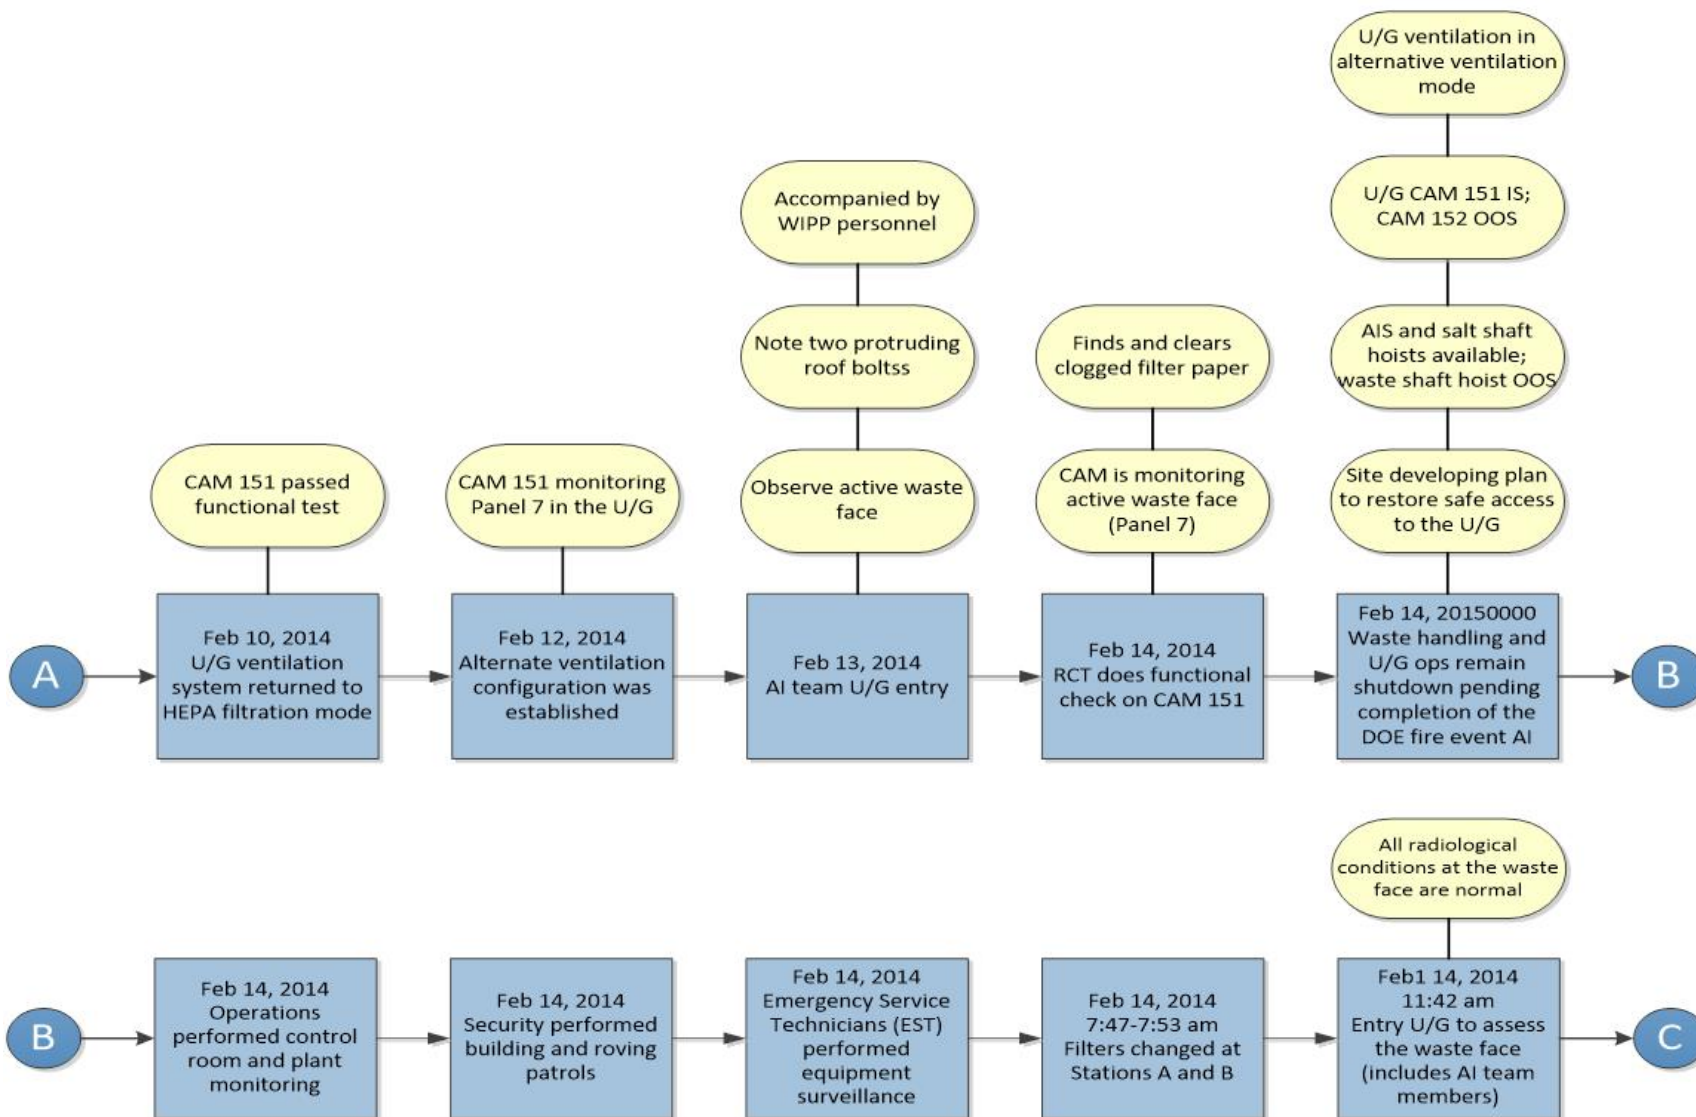 U/G ventilation in
alternative ventilation
mode
Accompanied by
WIPP personnel
U/G CAM 151 IS;
CAM 152 OOS
Note two protruding
roof boltss
Finds and clears
clogged filter paper
AIS and salt shaft
hoists available;
waste shaft hoist OOS
CAM 151 passed
functional test
CAM 151 monitoring
Panel 7 in the U/G
Observe active waste
face
CAM is monitoring
active waste face
(Panel 7)
Site developing plan
to restore safe access
to the U/G
A
Feb 10, 2014
U/G ventilation
system returned to
HEPA filtration mode
Feb 12, 2014
Alternate ventilation
configuration was
established
Feb 13, 2014
AI team U/G entry
Feb 14, 2014
RCT does functional
check on CAM 151
Feb 14, 20150000
Waste handling and
U/G ops remain
shutdown pending
completion of the
DOE fire event AI
B
All radiological
conditions at the waste
face are normal
B
Feb 14, 2014
Operations
performed control
room and plant
monitoring
Feb 14, 2014
Security performed
building and roving
patrols
Feb 14, 2014
Emergency Service
Technicians (EST)
performed
equipment
surveillance
Feb 14, 2014
7:47-7:53 am
Filters changed at
Stations A and B
Feb1 14, 2014
11:42 am
Entry U/G to assess
the waste face
(includes AI team
members)
C